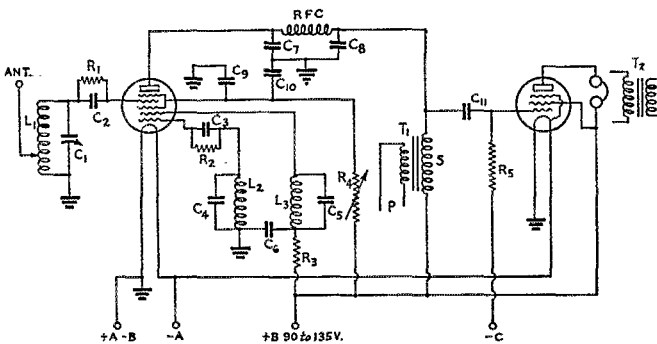 RFC
C7
C8
T2
ANT.
R1
C9
C10
C2
L1
C1
C3
R2
C11
T1
S
P
R4
R5
L2
L3
C4
C5
C6
R3
+A -B
-A
+B 90 to 135V.
-C